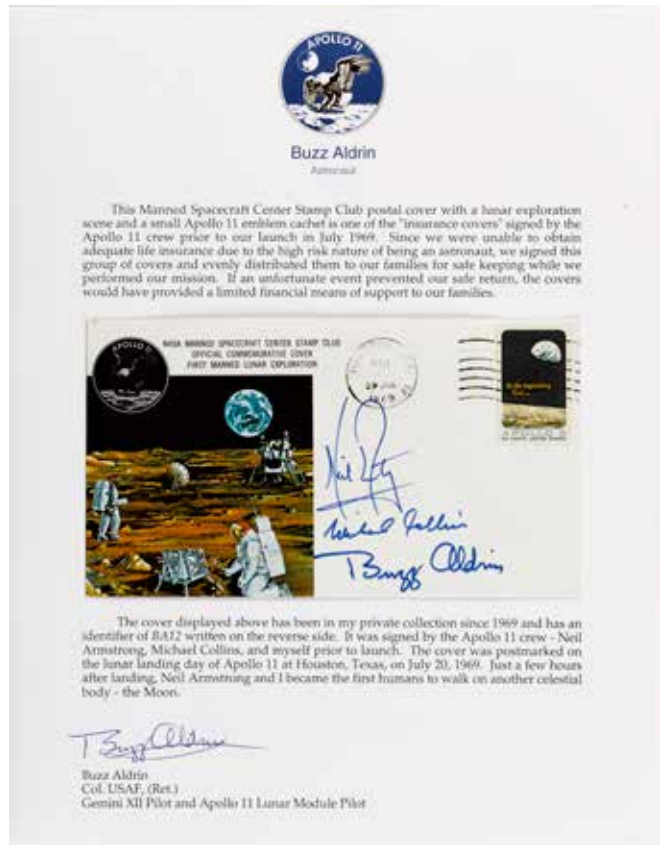 APOLLO 11
Buzz Aldrin
Astronaut
This Manned Spacecraft Center Stamp Club postal cover with a lunar exploration
scene and a small Apollo 11 emblem cachet is one of the "insurance covers" signed by the
Apollo 11 crew prior to our launch in July 1969. Since we were unable to obtain
adequate life insurance due to the high risk nature of being an astronaut, we signed this
group of covers and evenly distributed them to our families for safe keeping while we
performed our mission. If an unfortunate event prevented our safe return, the covers
would have provided a limited financial means of support to our families.
APOLLO 11
NASA MANNED SPACECRAFT CENTER STAMP CLUB
OFFICIAL COMMEMORATIVE COVER
FIRST MANNED LUNAR EXPLORATION
1969
In the beginning
God...
APOLLO 8
Michael Collins
Buzz Aldrin
The cover displayed above has been in my private collection since 1969 and has an
identifier of BA12 written on the reverse side. It was signed by the Apollo 11 crew - Neil
Armstrong, Michael Collins, and myself prior to launch. The cover was postmarked on
the lunar landing day of Apollo 11 at Houston, Texas, on July 20, 1969. Just a few hours
after landing, Neil Armstrong and I became the first humans to walk on another celestial
body - the Moon.
Buzz Aldrin
Buzz Aldrin
Col. USAF, (Ret.)
Gemini XII Pilot and Apollo 11 Lunar Module Pilot